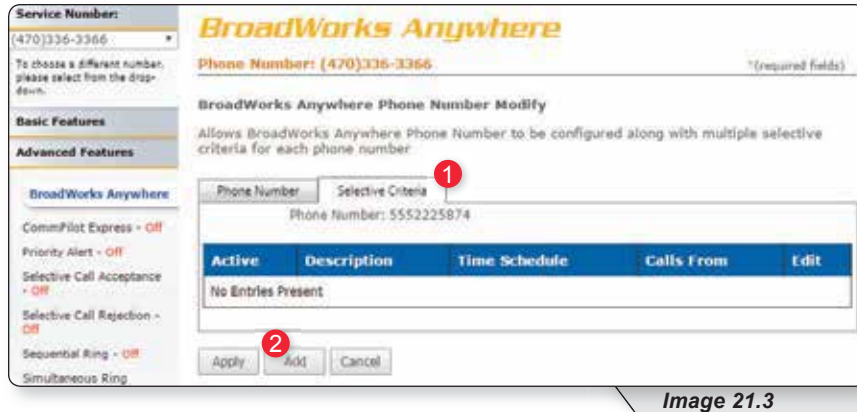 Service Number:
(470)336-3366
To choose a different number,
please select from the drop-
down.
Basic Features
Advanced Features
BroadWorks Anywhere
CommPilot Express - Off
Priority Alert - Off
Selective Call Acceptance
- Off
Selective Call Rejection -
Off
Sequential Ring - Off
Simultaneous Ring
BroadWorks Anywhere
Phone Number: (470)336-3366 *(required fields)
BroadWorks Anywhere Phone Number Modify
Allows BroadWorks Anywhere Phone Number to be configured along with multiple selective
criteria for each phone number
1
Phone Number Selective Criteria
Phone Number: 5552225874
Active Description Time Schedule Calls From Edit
No Entries Present
2
Apply Add Cancel
Image 21.3